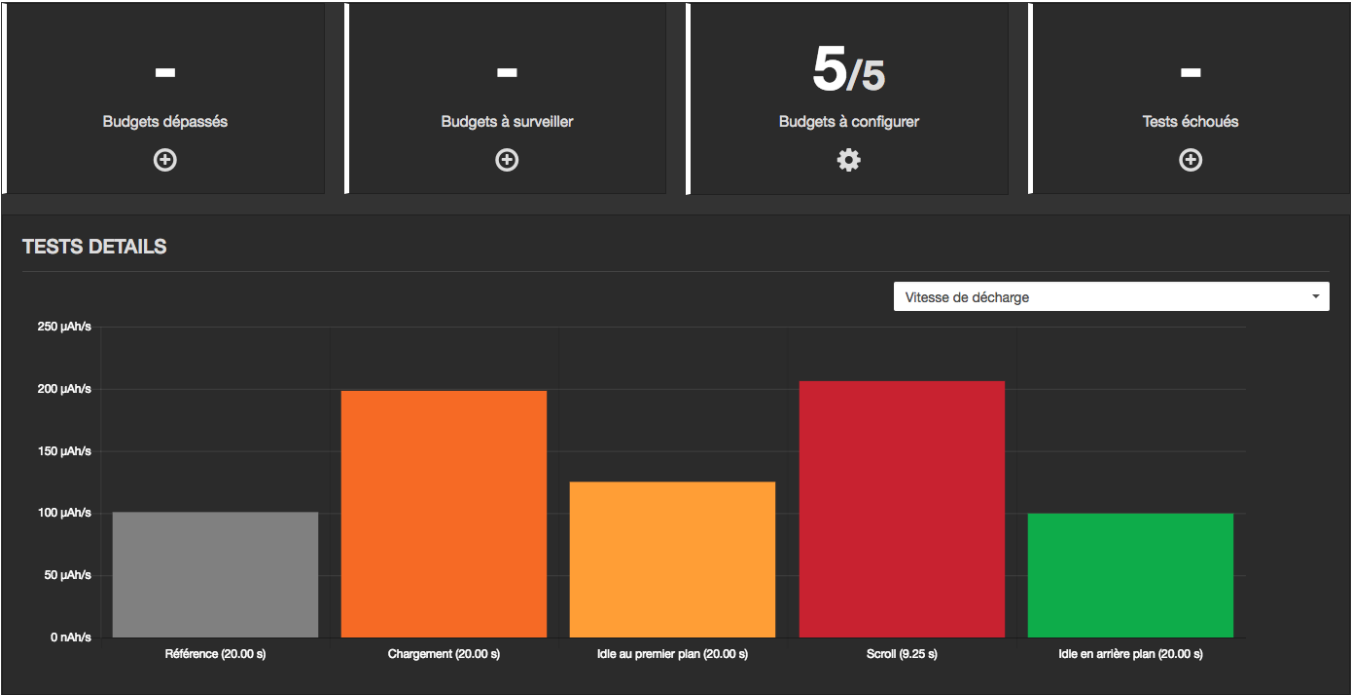 -
Budgets dépassés
-
Budgets à surveiller
5/5
Budgets à configurer
-
Tests échoués
TESTS DETAILS
Vitesse de décharge
250 µAh/s
200 µAh/s
150 µAh/s
100 µAh/s
50 µAh/s
0 nAh/s
Référence (20.00 s)
Chargement (20.00 s)
Idle au premier plan (20.00 s)
Scroll (9.25 s)
Idle en arrière plan (20.00 s)